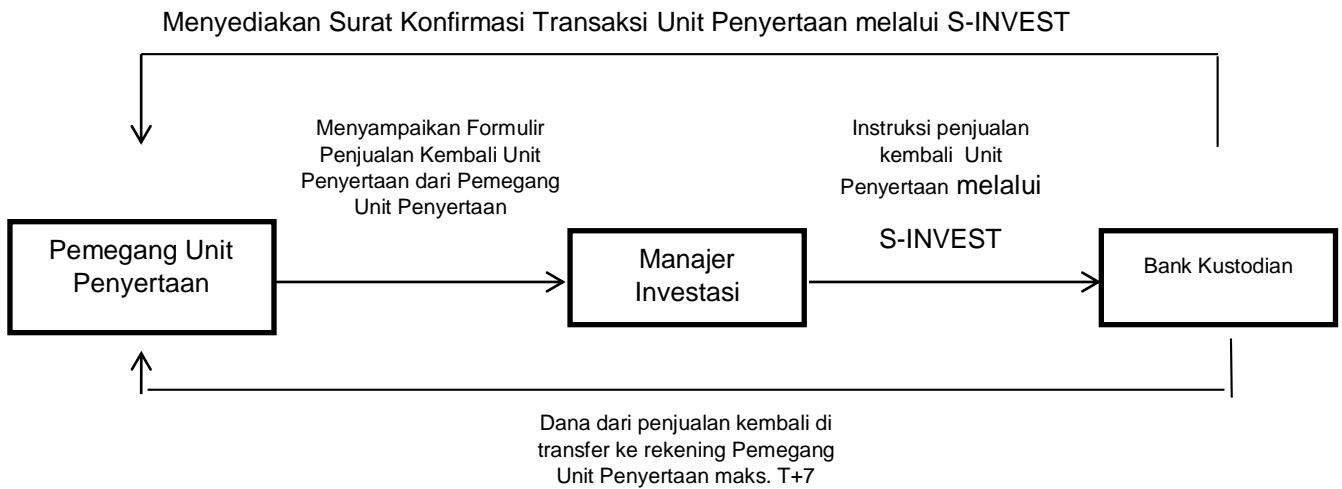 Menyediakan Surat Konfirmasi Transaksi Unit Penyertaan melalui S-INVEST
Menyampaikan Formulir
Penjualan Kembali Unit
Penyertaan dari Pemegang
Unit Penyertaan
Instruksi penjualan
kembali Unit
Penyertaan melalui
S-INVEST
Pemegang Unit
Penyertaan
Manajer
Investasi
Bank Kustodian
Dana dari penjualan kembali di
transfer ke rekening Pemegang
Unit Penyertaan maks. T+7